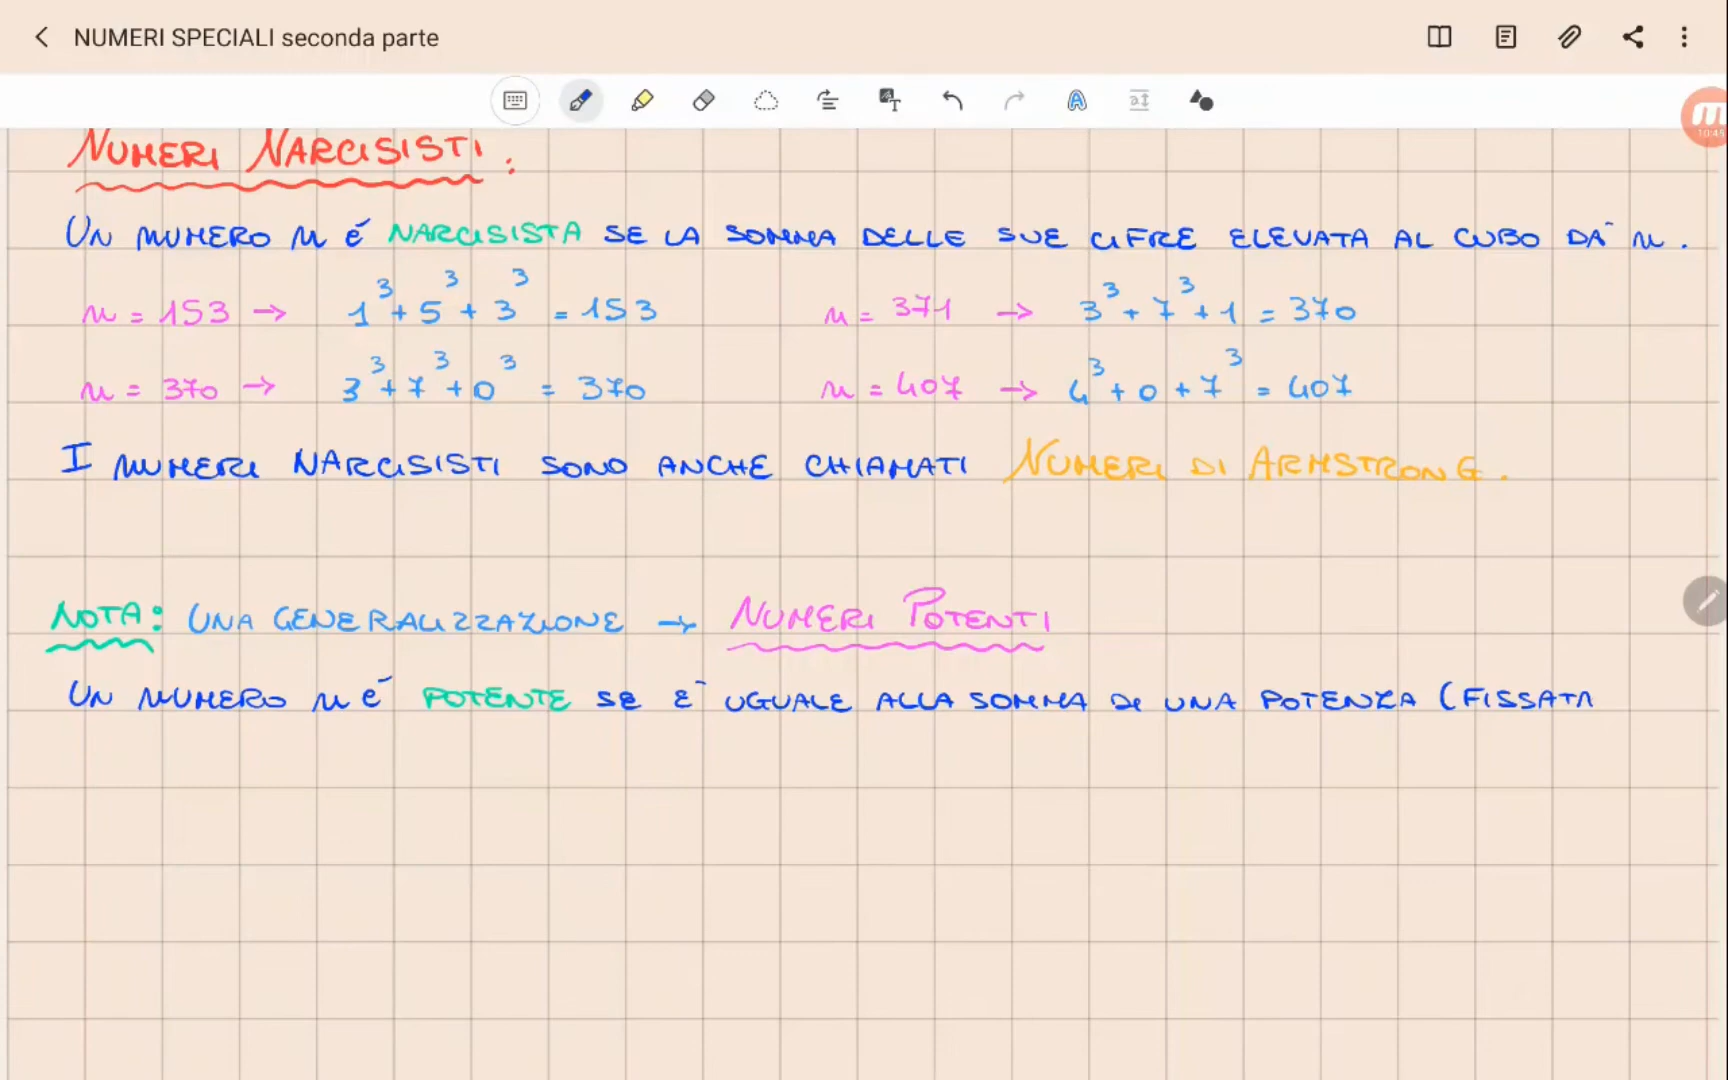 NUMERI SPECIALI seconda parte
10:45
NUMERI NARCISISTI:
UN NUMERO n É NARCISISTA SE LA SOMMA DELLE SUE CIFRE ELEVATA AL CUBO DA' n.
n = 153 → 1³ + 5³ + 3³ = 153 n = 371 → 3³ + 7³ + 1 = 370
n = 370 → 3³ + 7³ + 0³ = 370 n = 407 → 4³ + 0 + 7³ = 407
I NUMERI NARCISISTI SONO ANCHE CHIAMATI NUMERI DI ARMSTRONG.
NOTA: UNA GENERALIZZAZIONE → NUMERI POTENTI
UN NUMERO n É POTENTE SE E' UGUALE ALLA SOMMA DI UNA POTENZA (FISSATA